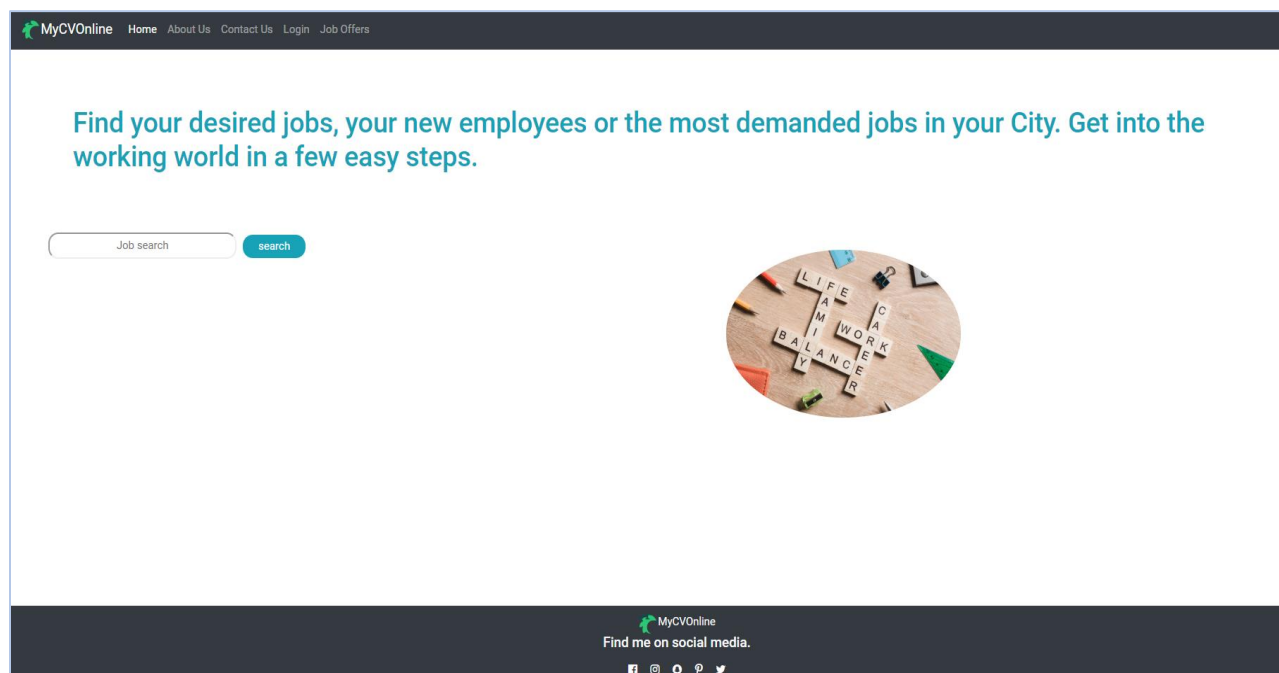 MyCVOnline Home About Us Contact Us Login Job Offers
Find your desired jobs, your new employees or the most demanded jobs in your City. Get into the
working world in a few easy steps.
Job search search
LIFE
FAMILY
CAREER
WORK
BALANCE
MyCVOnline
Find me on social media.